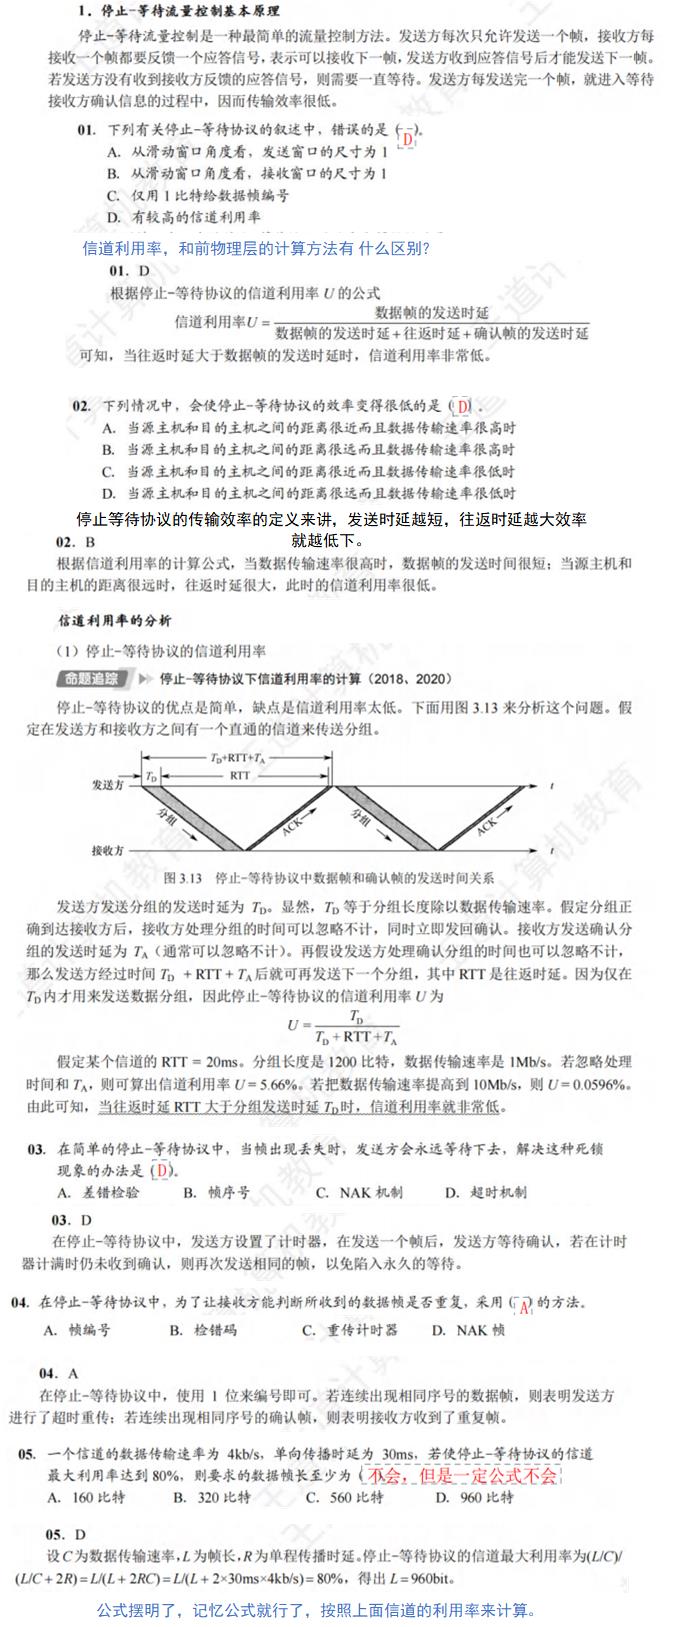 1．停止-等待流量控制基本原理
停止-等待流量控制是一种最简单的流量控制方法。发送方每次只允许发送一个帧，接收方每
接收一个帧都要反馈一个应答信号，表示可以接收下一帧，发送方收到应答信号后才能发送下一帧。
若发送方没有收到接收方反馈的应答信号，则需要一直等待。发送方每发送完一个帧，就进入等待
接收方确认信息的过程中，因而传输效率很低。
01．下列有关停止-等待协议的叙述中，错误的是（D）。
A．从滑动窗口角度看，发送窗口的尺寸为 1
B．从滑动窗口角度看，接收窗口的尺寸为 1
C．仅用 1 比特给数据帧编号
D．有较高的信道利用率
信道利用率，和前物理层的计算方法有 什么区别？
01．D
根据停止-等待协议的信道利用率 U 的公式
信道利用率U = 数据帧的发送时延
数据帧的发送时延+往返时延+确认帧的发送时延
可知，当往返时延大于数据帧的发送时延时，信道利用率非常低。
02．下列情况中，会使停止-等待协议的效率变得很低的是（D）。
A．当源主机和目的主机之间的距离很近而且数据传输速率很高时
B．当源主机和目的主机之间的距离很远而且数据传输速率很高时
C．当源主机和目的主机之间的距离很近而且数据传输速率很低时
D．当源主机和目的主机之间的距离很远而且数据传输速率很低时
停止等待协议的传输效率的定义来讲，发送时延越短，往返时延越大效率
就越低下。
02．B
根据信道利用率的计算公式，当数据传输速率很高时，数据帧的发送时间很短；当源主机和
目的主机的距离很远时，往返时延很大，此时的信道利用率很低。
信道利用率的分析
（1）停止-等待协议的信道利用率
命题追踪 停止-等待协议下信道利用率的计算（2018、2020）
停止-等待协议的优点是简单，缺点是信道利用率太低。下面用图 3.13 来分析这个问题。假
定在发送方和接收方之间有一个直通的信道来传送分组。
TD+RTT+TA
TD RTT
发送方 t
分组 ACK 分组 ACK
接收方 t
图 3.13 停止-等待协议中数据帧和确认帧的发送时间关系
发送方发送分组的发送时延为 TD。显然，TD 等于分组长度除以数据传输速率。假定分组正
确到达接收方后，接收方处理分组的时间可以忽略不计，同时立即发回确认。接收方发送确认分
组的发送时延为 TA（通常可以忽略不计）。再假设发送方处理确认分组的时间也可以忽略不计，
那么发送方经过时间 TD + RTT + TA 后就可再发送下一个分组，其中 RTT 是往返时延。因为仅在
TD 内才用来发送数据分组，因此停止-等待协议的信道利用率 U 为
U = TD
TD + RTT + TA
假定某个信道的 RTT = 20ms。分组长度是 1200 比特，数据传输速率是 1Mb/s。若忽略处理
时间和 TA，则可算出信道利用率 U = 5.66%。若把数据传输速率提高到 10Mb/s，则 U = 0.0596%。
由此可知，当往返时延 RTT 大于分组发送时延 TD 时，信道利用率就非常低。
03．在简单的停止-等待协议中，当帧出现丢失时，发送方会永远等待下去，解决这种死锁
现象的办法是（D）。
A．差错检验 B．帧序号 C．NAK 机制 D．超时机制
03．D
在停止-等待协议中，发送方设置了计时器，在发送一个帧后，发送方等待确认，若在计时
器计满时仍未收到确认，则再次发送相同的帧，以免陷入永久的等待。
04．在停止-等待协议中，为了让接收方能判断所收到的数据帧是否重复，采用（A）的方法。
A．帧编号 B．检错码 C．重传计时器 D．NAK 帧
04．A
在停止-等待协议中，使用 1 位来编号即可。若连续出现相同序号的数据帧，则表明发送方
进行了超时重传；若连续出现相同序号的确认帧，则表明接收方收到了重复帧。
05．一个信道的数据传输速率为 4kb/s，单向传播时延为 30ms，若使停止-等待协议的信道
最大利用率达到 80%，则要求的数据帧长至少为（不会，但是一定公式不会
A．160 比特 B．320 比特 C．560 比特 D．960 比特
05．D
设 C 为数据传输速率，L 为帧长，R 为单程传播时延。停止-等待协议的信道最大利用率为(L/C)/
(L/C + 2R) = L/(L + 2RC) = L/(L + 2×30ms×4kb/s) = 80%，得出 L = 960bit。
公式摆明了，记忆公式就行了，按照上面信道的利用率来计算。